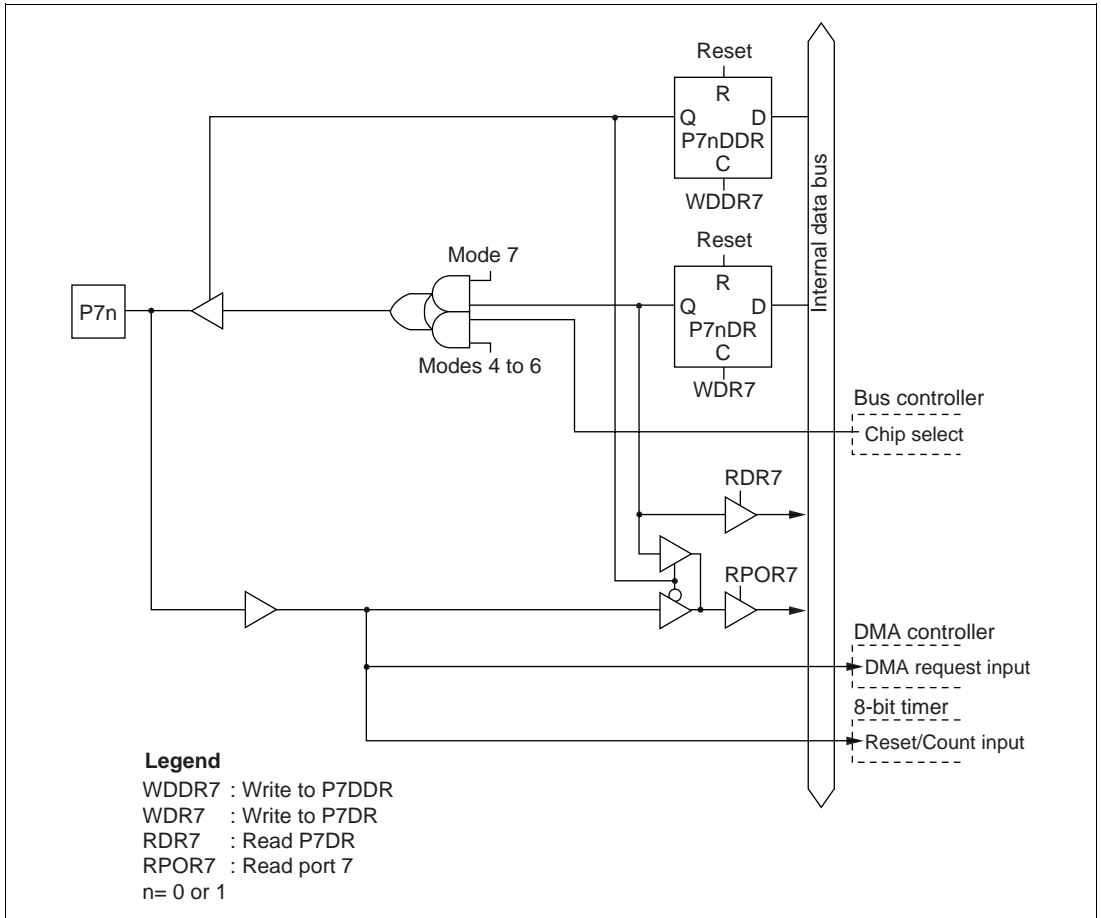 Reset
R
Q D
P7nDDR
C
WDDR7
Internal data bus
Reset
Mode 7
R
P7n
Q D
P7nDR
C
Modes 4 to 6
WDR7
Bus controller
Chip select
RDR7
RPOR7
DMA controller
DMA request input
8-bit timer
Reset/Count input
Legend
WDDR7 : Write to P7DDR
WDR7 : Write to P7DR
RDR7 : Read P7DR
RPOR7 : Read port 7
n= 0 or 1